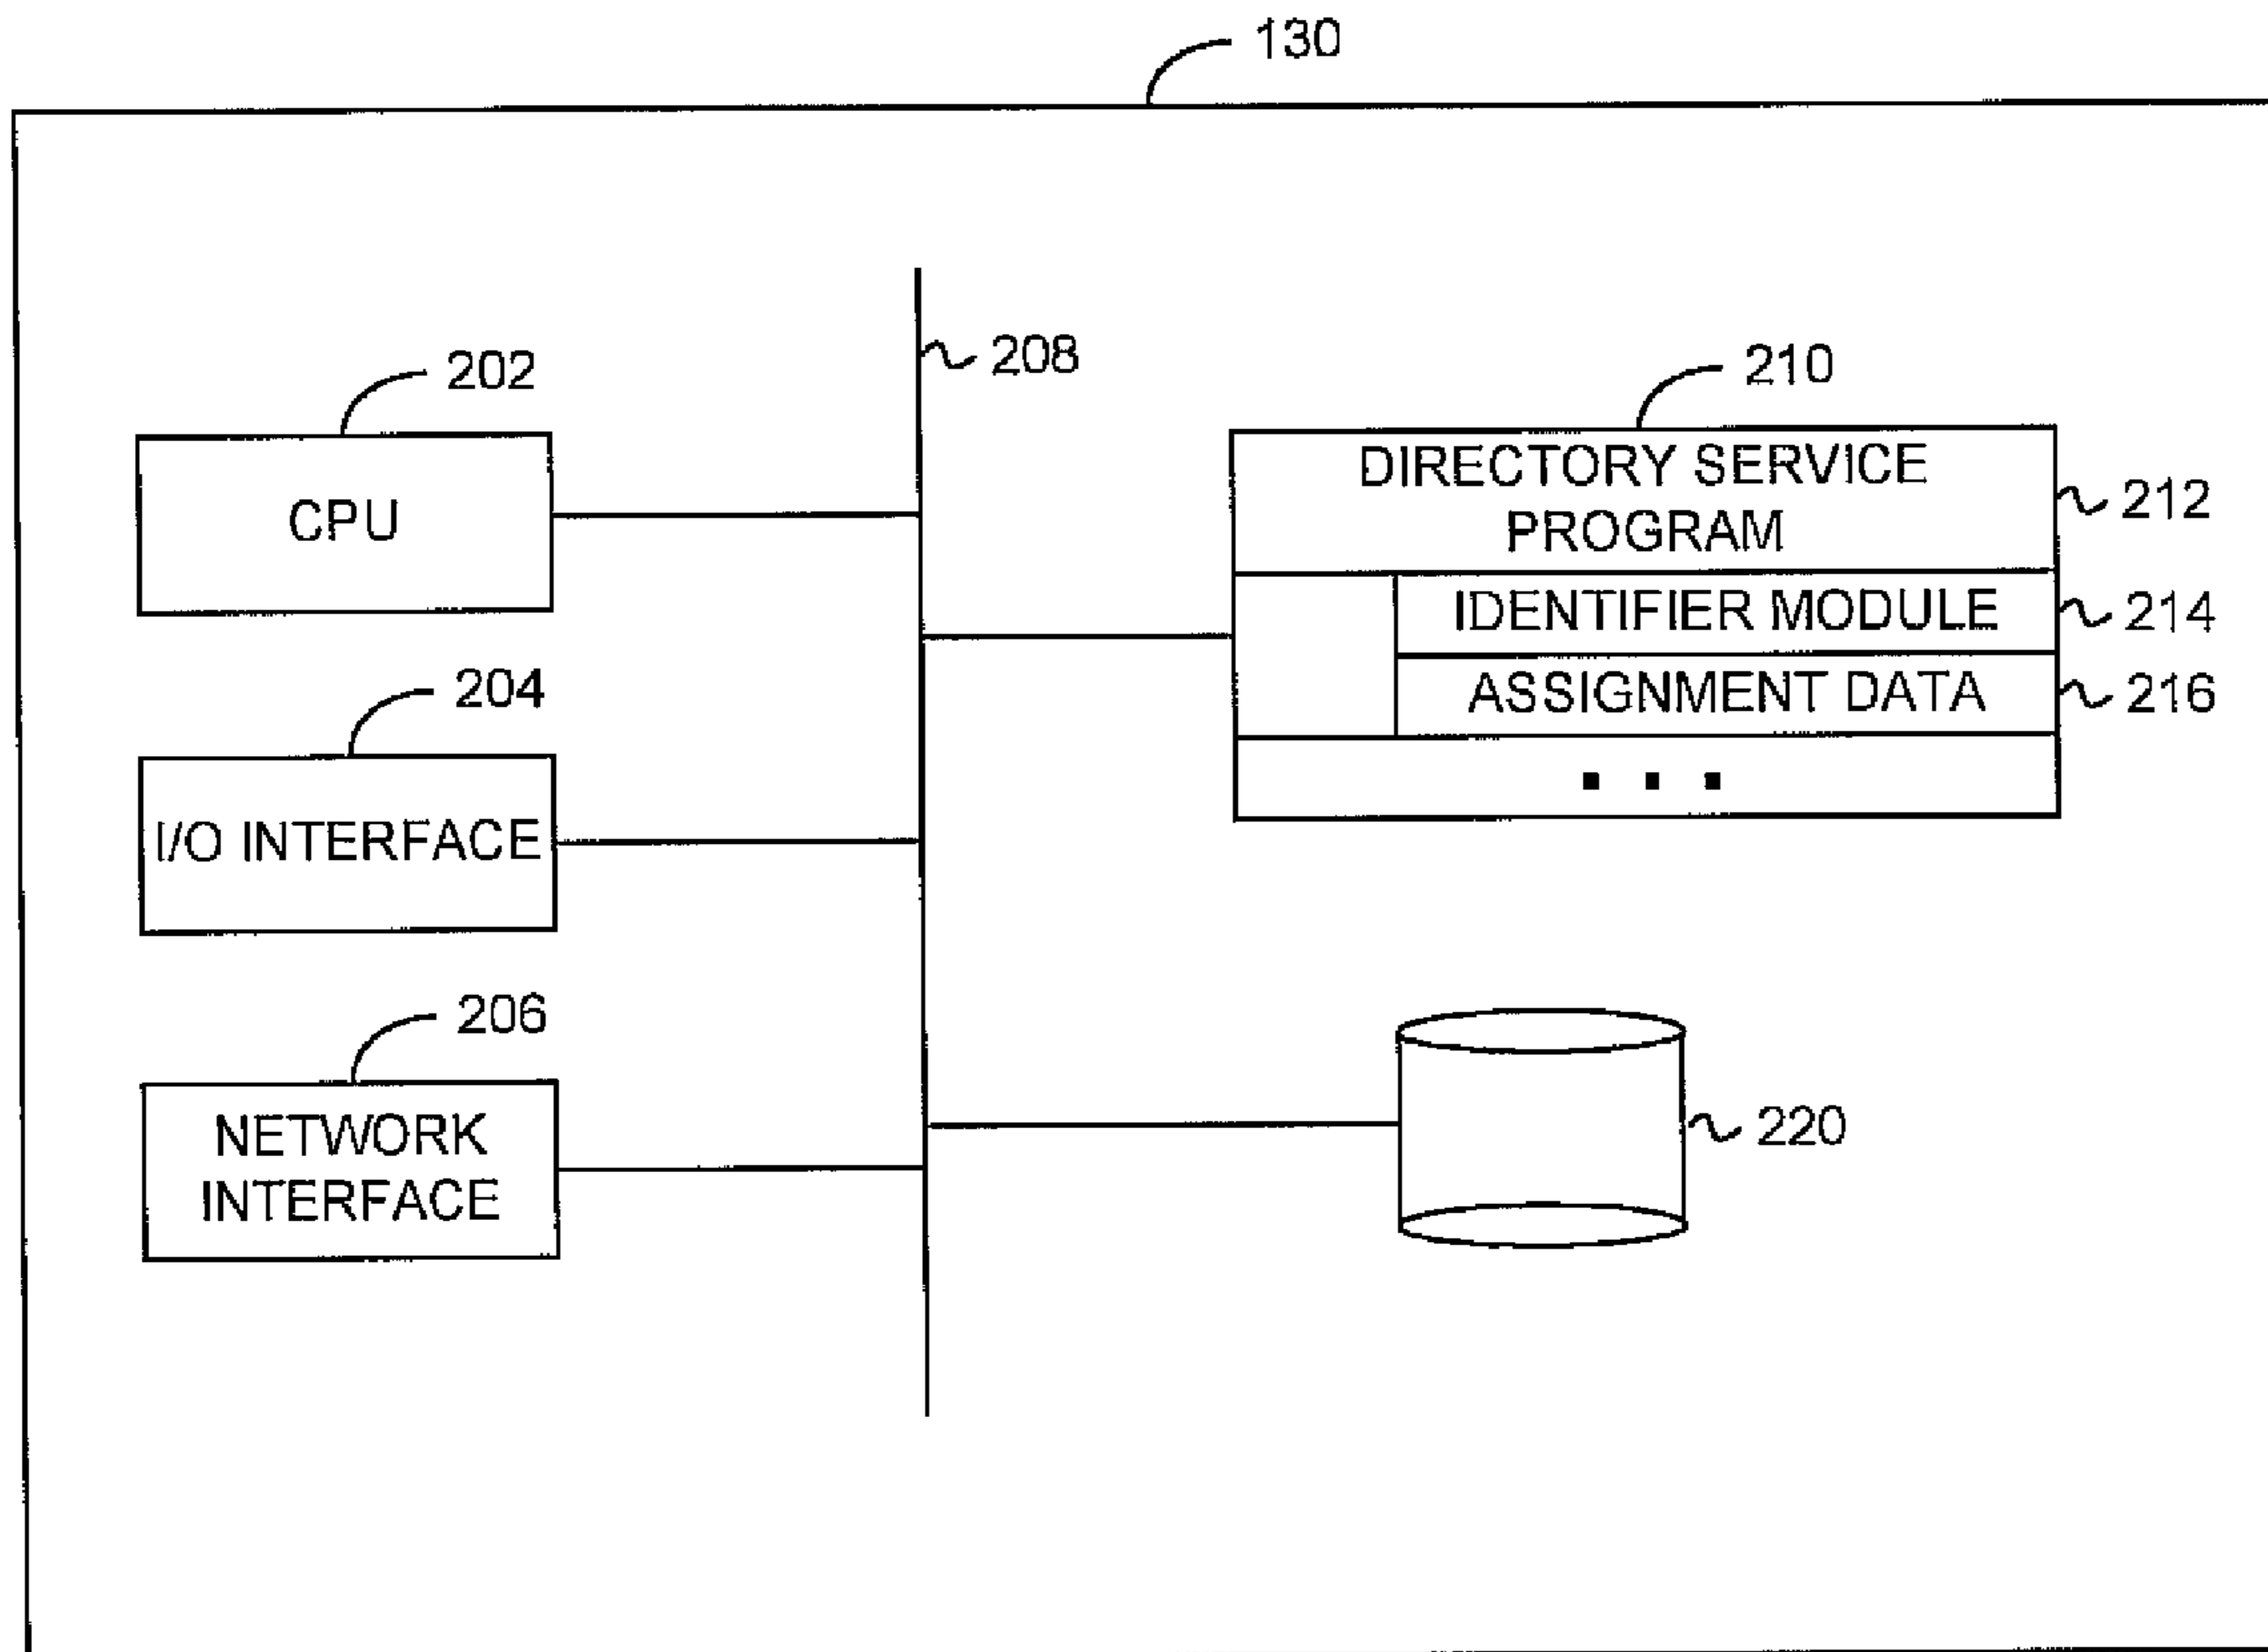 130
202
208
210
CPU
DIRECTORY SERVICE
PROGRAM
212
IDENTIFIER MODULE
214
204
ASSIGNMENT DATA
216
I/O INTERFACE
. . .
206
NETWORK
INTERFACE
220